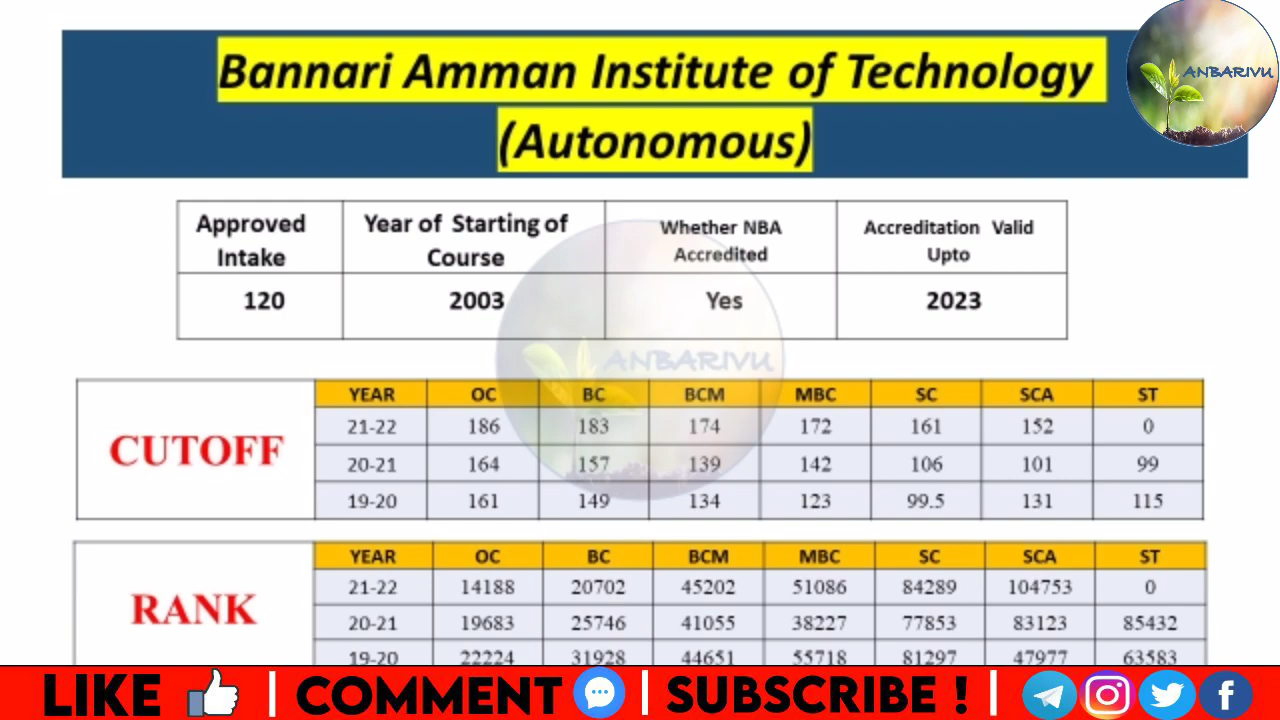 Bannari Amman Institute of Technology
(Autonomous)
ANBARIVU
Approved Intake Year of Starting of Course Whether NBA Accredited Accreditation Valid Upto
120 2003 Yes 2023
ANBARIVU
CUTOFF
YEAR OC BC BCM MBC SC SCA ST
21-22 186 183 174 172 161 152 0
20-21 164 157 139 142 106 101 99
19-20 161 149 134 123 99.5 131 115
RANK
YEAR OC BC BCM MBC SC SCA ST
21-22 14188 20702 45202 51086 84289 104753 0
20-21 19683 25746 41055 38227 77853 83123 85432
19-20 22224 31928 44651 55718 81297 47977 63583
LIKE | COMMENT | SUBSCRIBE ! |